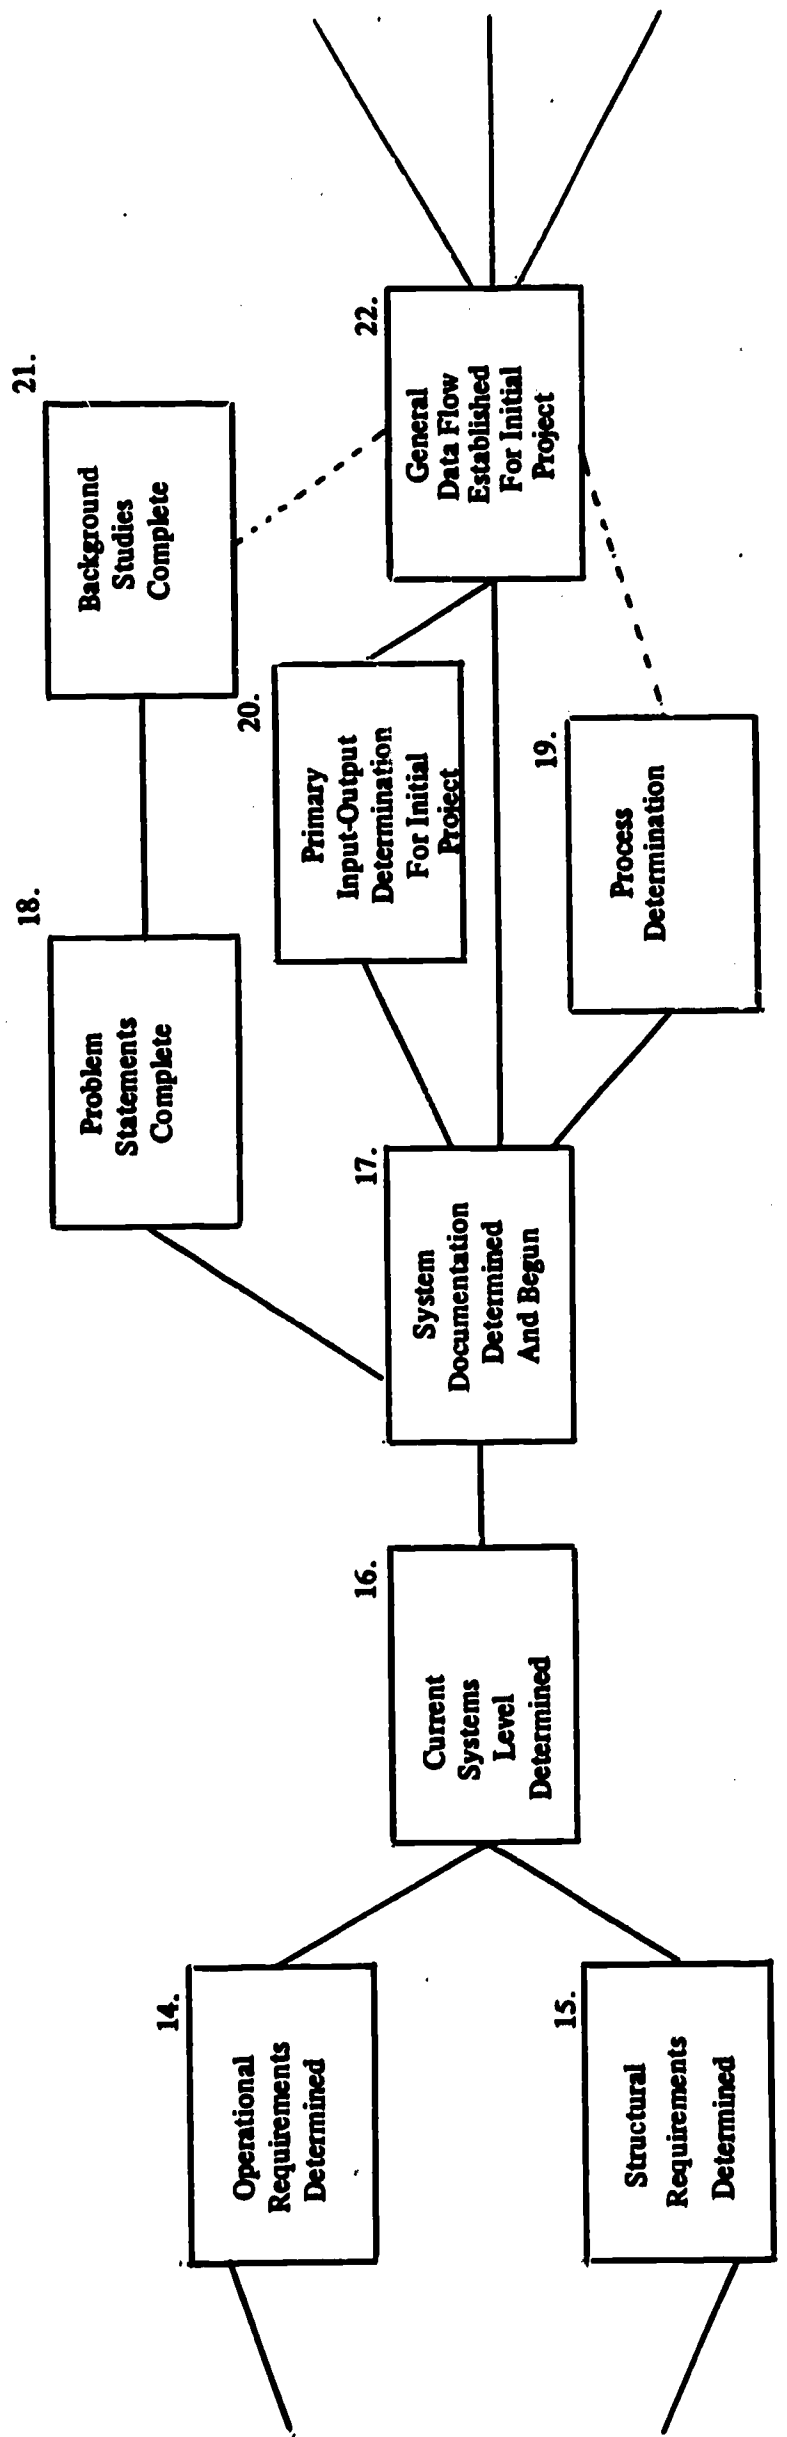 14.
Operational
Requirements
Determined
15.
Structural
Requirements
Determined
16.
Current
Systems
Level
Determined
17.
System
Documentation
Determined
And Begun
18.
Problem
Statements
Complete
19.
Process
Determination
20.
Primary
Input-Output
Determination
For Initial
Project
21.
Background
Studies
Complete
22.
General
Data Flow
Established
For Initial
Project